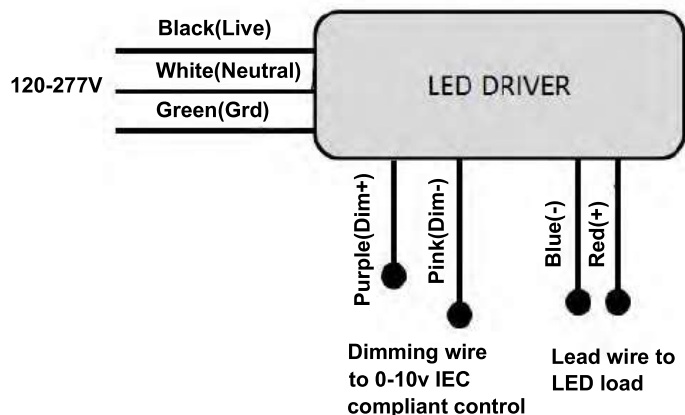 Black(Live)
120-277V
White(Neutral)
Green(Grd)
LED DRIVER
Purple(Dim+)
Pink(Dim-)
Blue(-)
Red(+)
Dimming wire
to 0-10v IEC
compliant control
Lead wire to
LED load